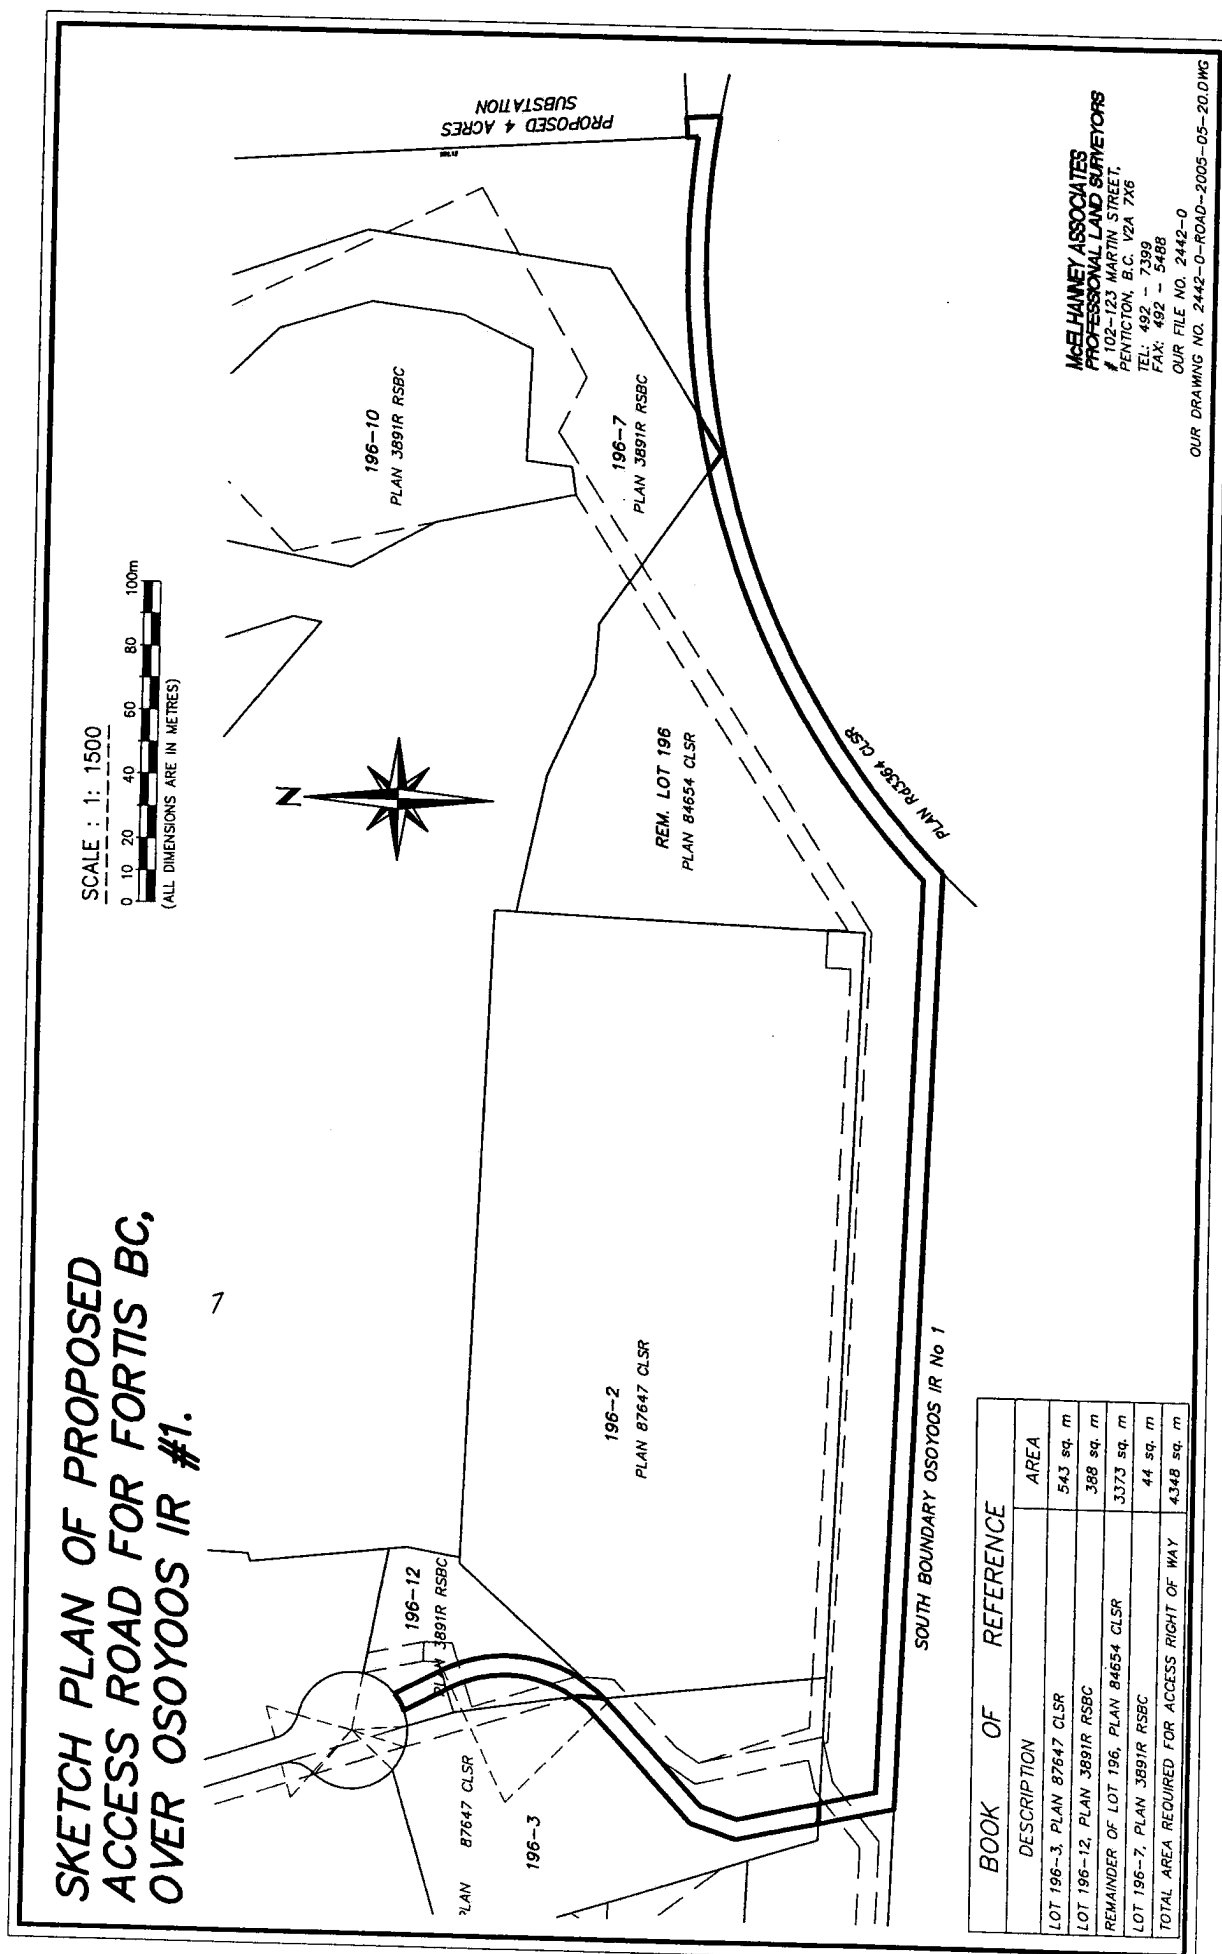 SKETCH PLAN OF PROPOSED
ACCESS ROAD FOR FORTIS BC,
OVER OSOYOOS IR #1.
SCALE : 1: 1500
0 10 20 40 60 80 100m
(ALL DIMENSIONS ARE IN METRES)
N
PROPOSED 4 ACRES
SUBSTATION
196-10
PLAN 3891R RSBC
196-7
PLAN 3891R RSBC
REM. LOT 196
PLAN 84654 CLSR
PLAN Rd3364 CLSR
196-2
PLAN 87647 CLSR
196-12
PLAN 3891R RSBC
PLAN 87647 CLSR
196-3
SOUTH BOUNDARY OSOYOOS IR No 1
BOOK OF REFERENCE
DESCRIPTION AREA
LOT 196-3, PLAN 87647 CLSR 543 sq. m
LOT 196-12, PLAN 3891R RSBC 388 sq. m
REMAINDER OF LOT 196, PLAN 84654 CLSR 3373 sq. m
LOT 196-7, PLAN 3891R RSBC 44 sq. m
TOTAL AREA REQUIRED FOR ACCESS RIGHT OF WAY 4348 sq. m
McELHANNEY ASSOCIATES
PROFESSIONAL LAND SURVEYORS
# 102-123 MARTIN STREET,
PENTICTON, B.C. V2A 7X6
TEL: 492 - 7399
FAX: 492 - 5488
OUR FILE NO. 2442-0
OUR DRAWING NO. 2442-0-ROAD-2005-05-20.DWG